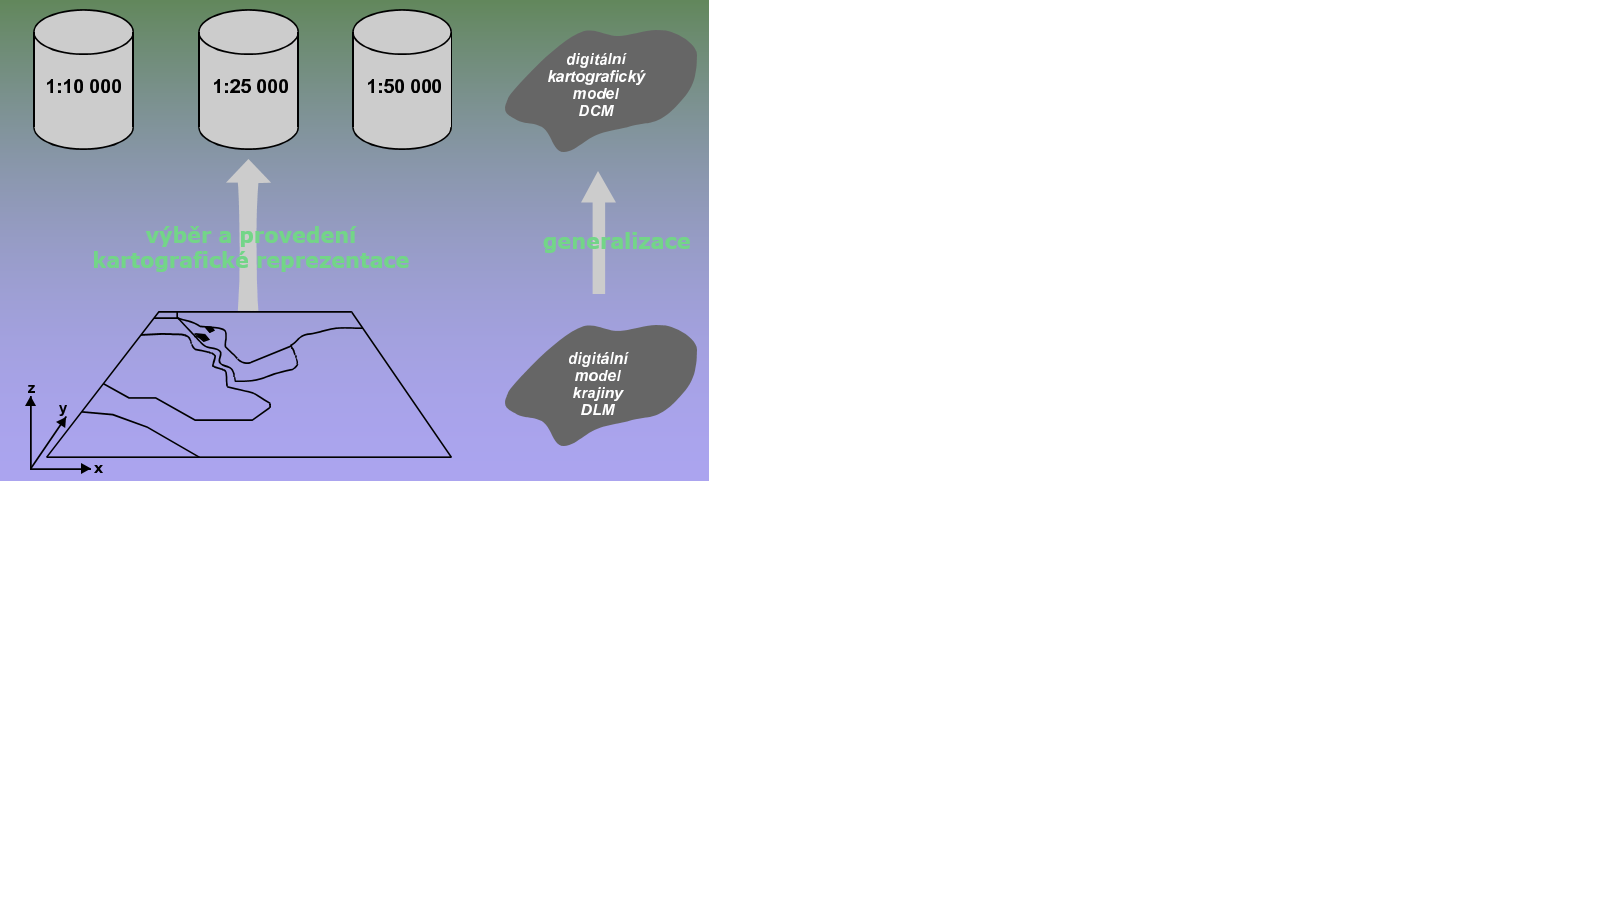 1:10 000
1:25 000
1:50 000
digitální
kartografický
model
DCM
výběr a provedení
kartografické reprezentace
generalizace
digitální
model
krajiny
DLM
z
y
x